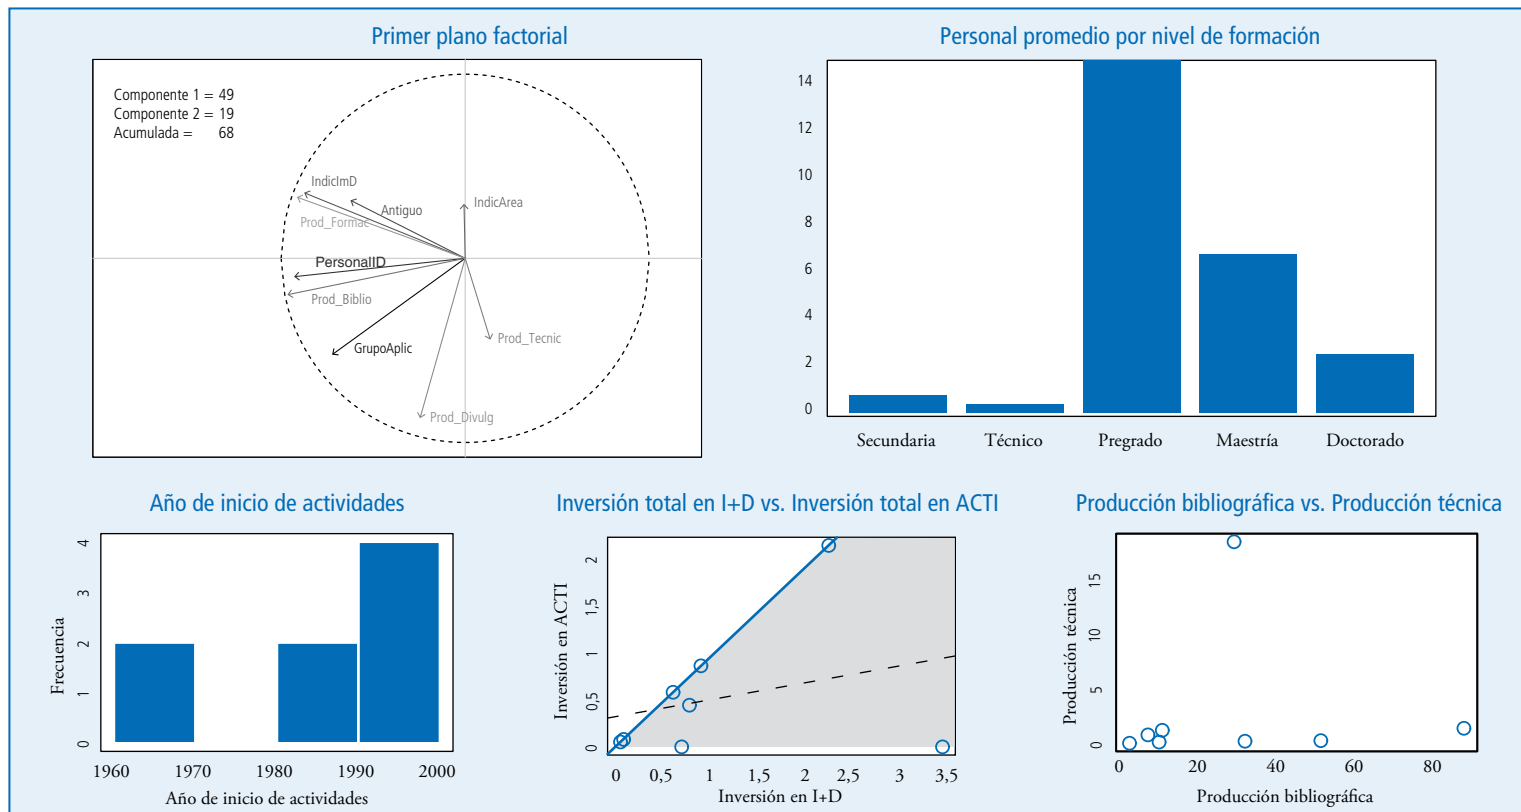 Primer plano factorial
Componente 1 = 49
Componente 2 = 19
Acumulada = 68
IndicImD
Antiguo
IndicArea
Prod_Formac
PersonalID
Prod_Biblio
GrupoAplic
Prod_Tecnic
Prod_Divulg
Personal promedio por nivel de formación
14
12
10
8
6
4
2
0
Secundaria Técnico Pregrado Maestría Doctorado
Año de inicio de actividades
Frecuencia
4
3
2
1
0
1960 1970 1980 1990 2000
Año de inicio de actividades
Inversión total en I+D vs. Inversión total en ACTI
Inversión en ACTI
2
1,5
1
0,5
0
0 0,5 1 1,5 2 2,5 3 3,5
Inversión en I+D
Producción bibliográfica vs. Producción técnica
Producción técnica
15
10
5
0
0 20 40 60 80
Producción bibliográfica